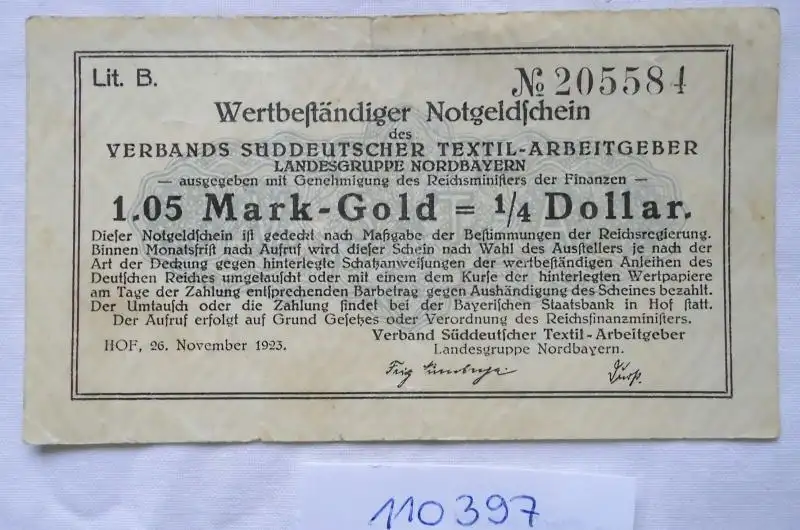 Lit. B.
№ 205584
Wertbeſtändiger Notgeldſchein
des
VERBANDS SÜDDEUTSCHER TEXTIL-ARBEITGEBER
LANDESGRUPPE NORDBAYERN
— ausgegeben mit Genehmigung des Reichsminiſters der Finanzen —
1.05 Mark-Gold = 1/4 Dollar.
Dieſer Notgeldſchein iſt gedeckt nach Maßgabe der Beſtimmungen der Reichsregierung.
Binnen Monatsfriſt nach Aufruf wird dieſer Schein nach Wahl des Ausſtellers je nach der
Art der Deckung gegen hinterlegte Schatzanweiſungen der wertbeſtändigen Anleihen des
Deutſchen Reiches umgetauſcht oder mit einem dem Kurſe der hinterlegten Wertpapiere
am Tage der Zahlung entſprechenden Barbetrag gegen Aushändigung des Scheines bezahlt.
Der Umtauſch oder die Zahlung findet bei der Bayeriſchen Staatsbank in Hof ſtatt.
Der Aufruf erfolgt auf Grund Geſetzes oder Verordnung des Reichsfinanzminiſters.
Verband Süddeutſcher Textil-Arbeitgeber
HOF, 26. November 1923.
Landesgruppe Nordbayern.
110397